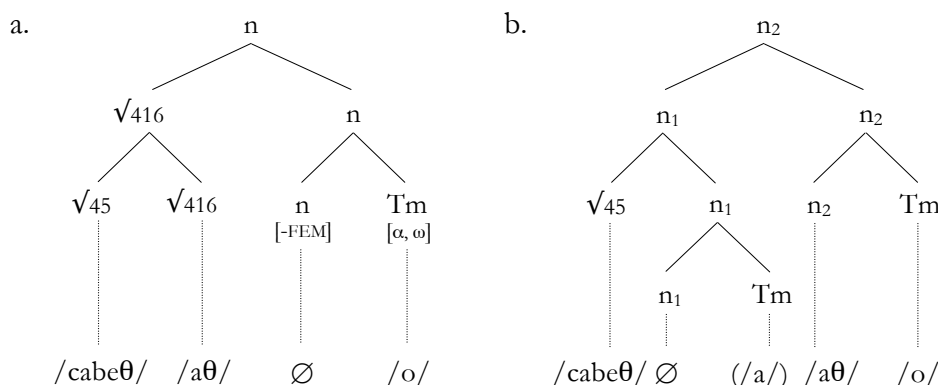 a. n b. n₂
√416 n n₁ n₂
√45 √416 n Tm √45 n₁ n₂ Tm
[-FEM] [α, ω]
n₁ Tm
/cabeθ/ /aθ/ ∅ /o/ /cabeθ/ ∅ (/a/) /aθ/ /o/